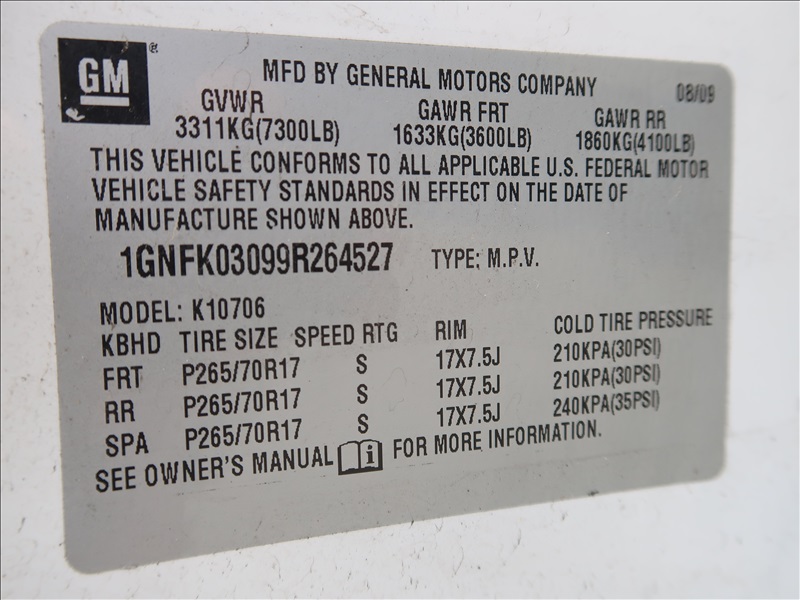 GM ®
MFD BY GENERAL MOTORS COMPANY 08/09
GVWR GAWR FRT GAWR RR
3311KG(7300LB) 1633KG(3600LB) 1860KG(4100LB)
THIS VEHICLE CONFORMS TO ALL APPLICABLE U.S. FEDERAL MOTOR
VEHICLE SAFETY STANDARDS IN EFFECT ON THE DATE OF
MANUFACTURE SHOWN ABOVE.
1GNFK03099R264527 TYPE: M.P.V.
MODEL: K10706
KBHD TIRE SIZE SPEED RTG RIM COLD TIRE PRESSURE
FRT P265/70R17 S 17X7.5J 210KPA(30PSI)
RR P265/70R17 S 17X7.5J 210KPA(30PSI)
SPA P265/70R17 S 17X7.5J 240KPA(35PSI)
SEE OWNER'S MANUAL i FOR MORE INFORMATION.